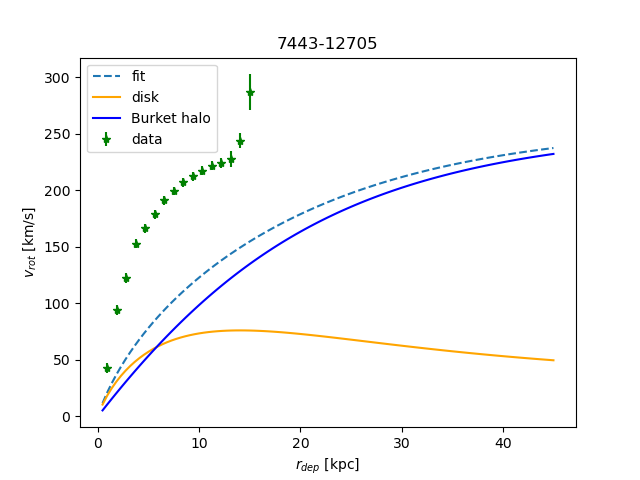 7443-12705
fit
disk
Burket halo
data
300
250
200
150
100
50
0
v_rot [km/s]
0 10 20 30 40
r_dep [kpc]